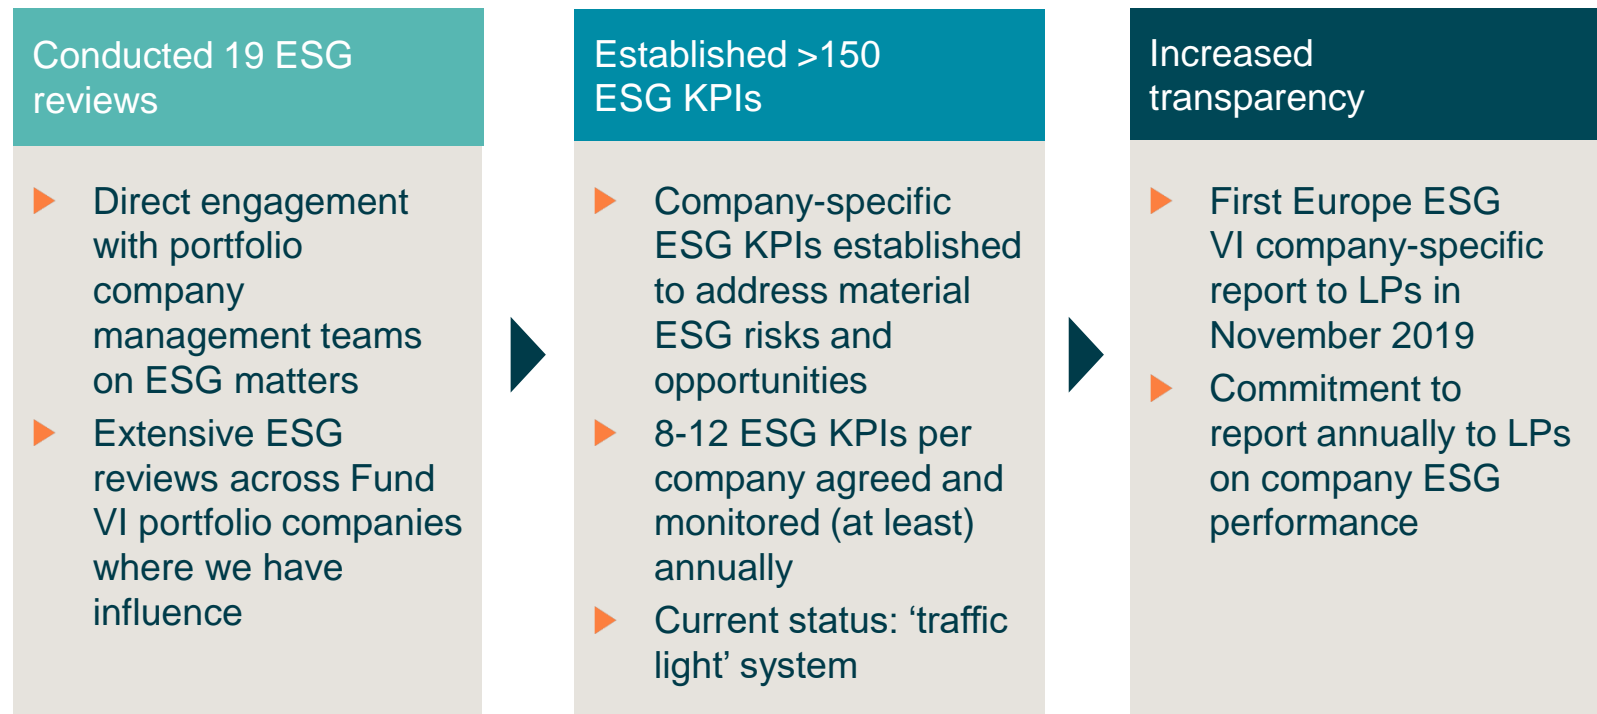 Conducted 19 ESG
reviews
Direct engagement
with portfolio
company
management teams
on ESG matters
Extensive ESG
reviews across Fund
VI portfolio companies
where we have
influence
Established >150
ESG KPIs
Company-specific
ESG KPIs established
to address material
ESG risks and
opportunities
8-12 ESG KPIs per
company agreed and
monitored (at least)
annually
Current status: ‘traffic
light’ system
Increased
transparency
First Europe ESG
VI company-specific
report to LPs in
November 2019
Commitment to
report annually to LPs
on company ESG
performance